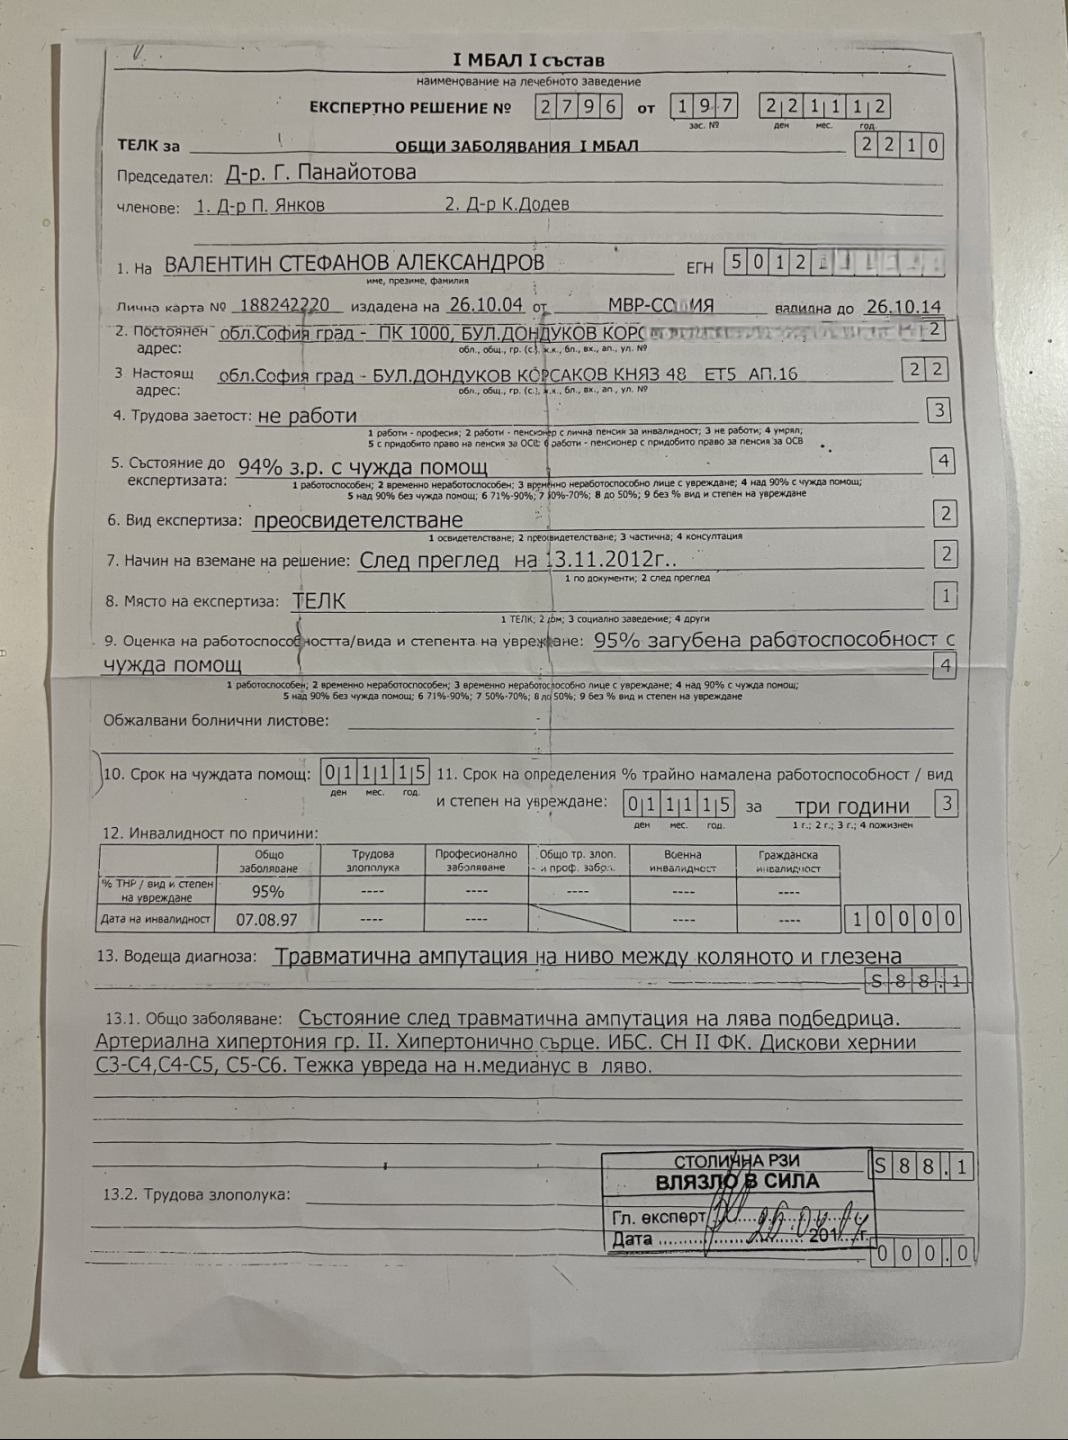 I МБАЛ I състав
наименование на лечебното заведение
ЕКСПЕРТНО РЕШЕНИЕ № 2796 от 197 221112
зас. № ден мес. год.
ТЕЛК за ОБЩИ ЗАБОЛЯВАНИЯ I МБАЛ 2210
Председател: Д-р. Г. Панайотова
членове: 1. Д-р П. Янков 2. Д-р К.Додев
1. На ВАЛЕНТИН СТЕФАНОВ АЛЕКСАНДРОВ ЕГН 5012
име, презиме, фамилия
Лична карта № 188242220 издадена на 26.10.04 от МВР-СОФИЯ валидна до 26.10.14
2. Постоянен обл.София град - ПК 1000, БУЛ.ДОНДУКОВ КОРС 2
адрес: обл., общ., гр. (с.), ж.к., бл., вх., ап., ул. №
3 Настоящ обл.София град - БУЛ.ДОНДУКОВ КОРСАКОВ КНЯЗ 48 ЕТ5 АП.16 22
адрес: обл., общ., гр. (с.), ж.к., бл., вх., ап., ул. №
4. Трудова заетост: не работи 3
1 работи - професия; 2 работи - пенсионер с лична пенсия за инвалидност; 3 не работи; 4 умрял;
5 с придобито право на пенсия за ОСВ; 6 работи - пенсионер с придобито право за пенсия за ОСВ
5. Състояние до 94% з.р. с чужда помощ 4
експертизата: 1 работоспособен; 2 временно неработоспособен; 3 временно неработоспособно лице с увреждане; 4 над 90% с чужда помощ;
5 над 90% без чужда помощ; 6 71%-90%; 7 50%-70%; 8 до 50%; 9 без % вид и степен на увреждане
6. Вид експертиза: преосвидетелстване 2
1 освидетелстване; 2 преосвидетелстване; 3 частична; 4 консултация
7. Начин на вземане на решение: След преглед на 13.11.2012г.. 2
1 по документи; 2 след преглед
8. Място на експертиза: ТЕЛК 1
1 ТЕЛК; 2 дом; 3 социално заведение; 4 други
9. Оценка на работоспособността/вида и степента на увреждане: 95% загубена работоспособност с
чужда помощ 4
1 работоспособен; 2 временно неработоспособен; 3 временно неработоспособно лице с увреждане; 4 над 90% с чужда помощ;
5 над 90% без чужда помощ; 6 71%-90%; 7 50%-70%; 8 до 50%; 9 без % вид и степен на увреждане
Обжалвани болнични листове:
10. Срок на чуждата помощ: 011115 11. Срок на определения % трайно намалена работоспособност / вид
ден мес. год.
и степен на увреждане: 011115 за три години 3
ден мес. год. 1 г.; 2 г.; 3 г.; 4 пожизнен
12. Инвалидност по причини:
Общо заболяване Трудова злополука Професионално заболяване Общо тр. злоп. и проф. забол. Военна инвалидност Гражданска инвалидност
% ТНР / вид и степен на увреждане 95% ---- ---- ---- ---- ----
Дата на инвалидност 07.08.97 ---- ---- ---- ---- 10000
13. Водеща диагноза: Травматична ампутация на ниво между коляното и глезена
S88.1
13.1. Общо заболяване: Състояние след травматична ампутация на лява подбедрица.
Артериална хипертония гр. II. Хипертонично сърце. ИБС. СН II ФК. Дискови хернии
С3-С4,С4-С5, С5-С6. Тежка увреда на н.медианус в ляво.
S88.1
СТОЛИЧНА РЗИ
ВЛЯЗЛО В СИЛА
13.2. Трудова злополука:
Гл. експерт
Дата 201 г.
000.0